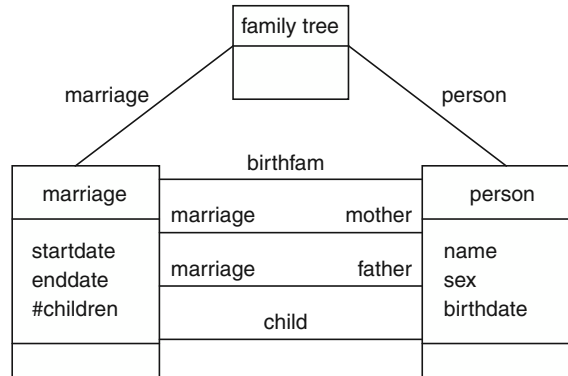 family tree
marriage
person
birthfam
marriage
person
marriage mother
startdate
enddate
#children
marriage father
name
sex
birthdate
child